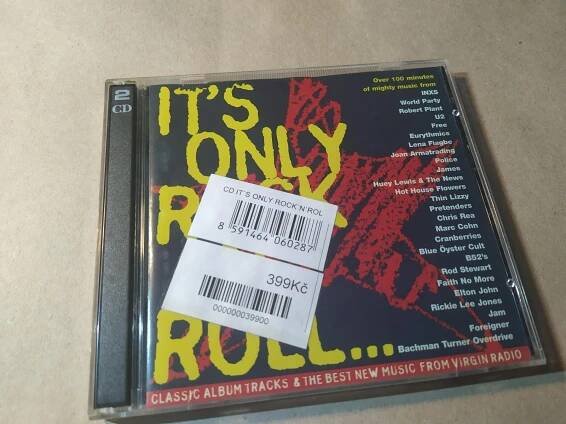 2
CD
IT'S
ONLY
ROCK
ROLL...
Over 100 minutes
of mighty music from
INXS
World Party
Robert Plant
U2
Free
Eurythmics
Lena Fiagbe
Joan Armatrading
Police
James
Huey Lewis & The News
Hot House Flowers
Thin Lizzy
Pretenders
Chris Rea
Marc Cohn
Cranberries
Blue Öyster Cult
B52's
Rod Stewart
Faith No More
Elton John
Rickie Lee Jones
Jam
Foreigner
Bachman Turner Overdrive
CD IT´S ONLY ROCK´N´ROL
8 591464 060287
399Kč
000000039900
CLASSIC ALBUM TRACKS & THE BEST NEW MUSIC FROM VIRGIN RADIO